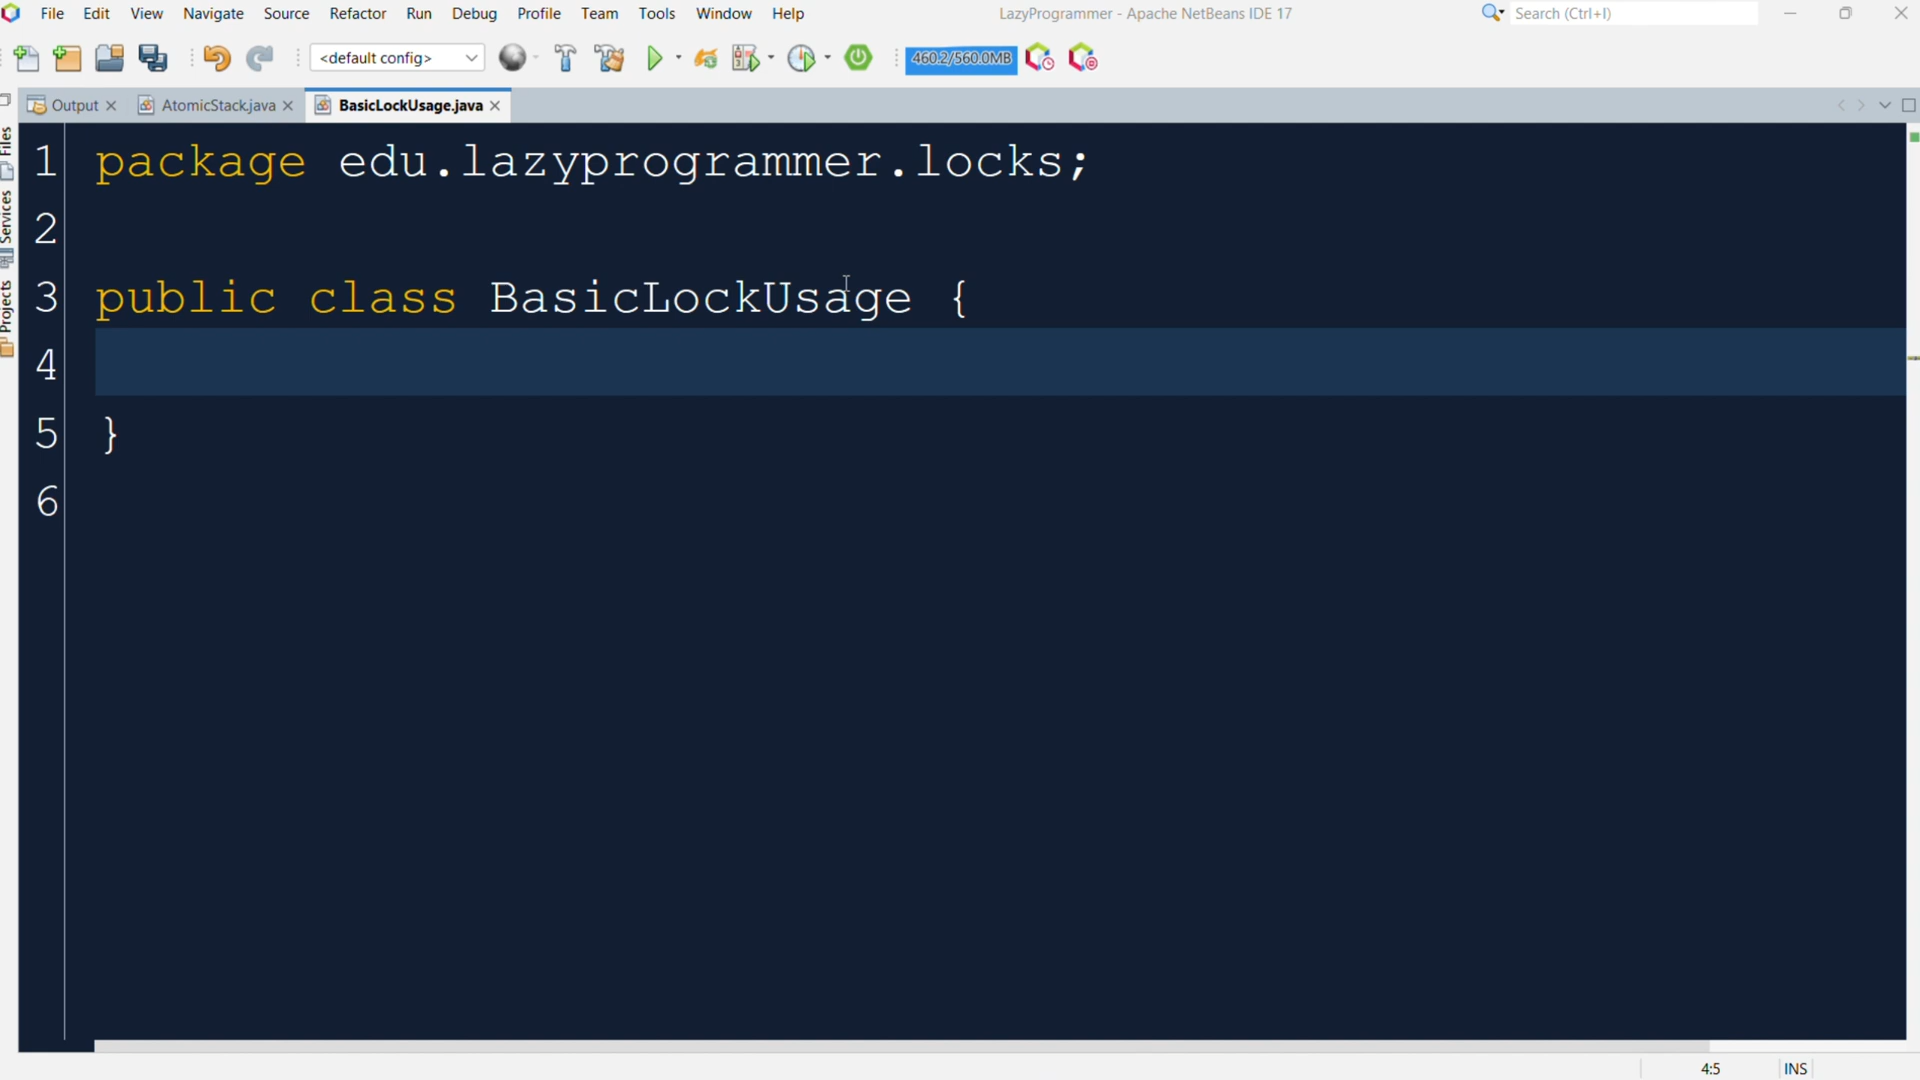 File Edit View Navigate Source Refactor Run Debug Profile Team Tools Window Help LazyProgrammer - Apache NetBeans IDE 17 Search (Ctrl+I)
<default config> 460.2/560.0MB
Output AtomicStack.java BasicLockUsage.java
Files
Services
Projects
1 package edu.lazyprogrammer.locks;
2
3 public class BasicLockUsage {
4
5 }
6
4:5 INS